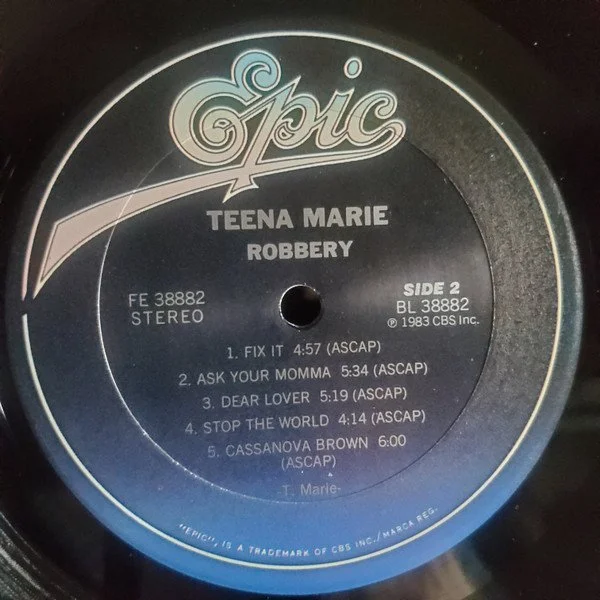 Epic
TEENA MARIE
ROBBERY
FE 38882
STEREO
SIDE 2
BL 38882
℗ 1983 CBS Inc.
1. FIX IT 4:57 (ASCAP)
2. ASK YOUR MOMMA 5:34 (ASCAP)
3. DEAR LOVER 5:19 (ASCAP)
4. STOP THE WORLD 4:14 (ASCAP)
5. CASSANOVA BROWN 6:00
(ASCAP)
-T. Marie-
"EPIC", IS A TRADEMARK OF CBS INC./MARCA REG.